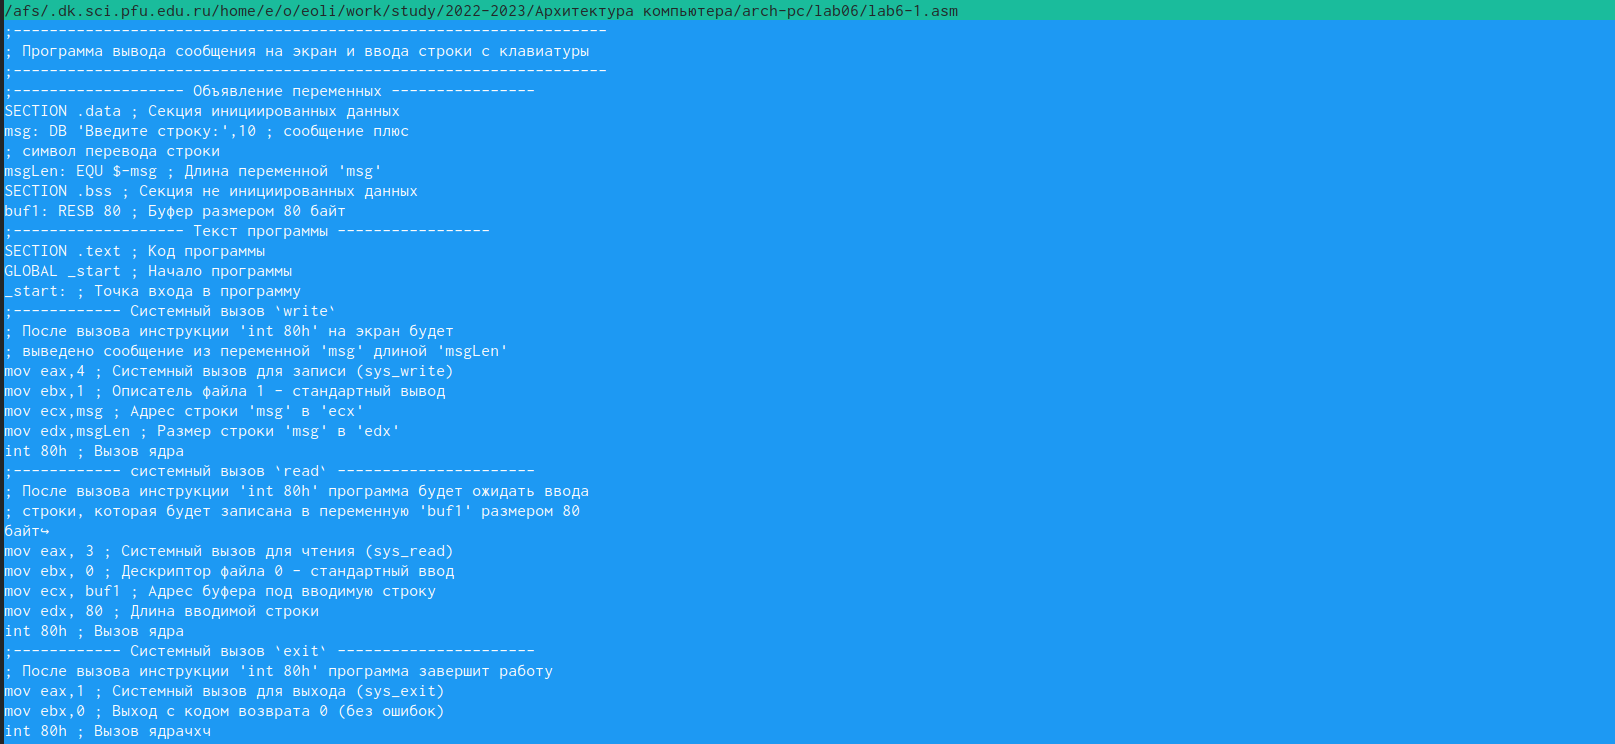 /afs/.dk.sci.pfu.edu.ru/home/e/o/eoli/work/study/2022-2023/Архитектура компьютера/arch-pc/lab06/lab6-1.asm
;------------------------------------------------------------------
; Программа вывода сообщения на экран и ввода строки с клавиатуры
;------------------------------------------------------------------
;------------------- Объявление переменных ----------------
SECTION .data ; Секция инициированных данных
msg: DB 'Введите строку:',10 ; сообщение плюс
; символ перевода строки
msgLen: EQU $-msg ; Длина переменной 'msg'
SECTION .bss ; Секция не инициированных данных
buf1: RESB 80 ; Буфер размером 80 байт
;------------------- Текст программы -----------------
SECTION .text ; Код программы
GLOBAL _start ; Начало программы
_start: ; Точка входа в программу
;------------ Системный вызов `write`
; После вызова инструкции 'int 80h' на экран будет
; выведено сообщение из переменной 'msg' длиной 'msgLen'
mov eax,4 ; Системный вызов для записи (sys_write)
mov ebx,1 ; Описатель файла 1 - стандартный вывод
mov ecx,msg ; Адрес строки 'msg' в 'ecx'
mov edx,msgLen ; Размер строки 'msg' в 'edx'
int 80h ; Вызов ядра
;------------ системный вызов `read` ----------------------
; После вызова инструкции 'int 80h' программа будет ожидать ввода
; строки, которая будет записана в переменную 'buf1' размером 80
байт↪
mov eax, 3 ; Системный вызов для чтения (sys_read)
mov ebx, 0 ; Дескриптор файла 0 - стандартный ввод
mov ecx, buf1 ; Адрес буфера под вводимую строку
mov edx, 80 ; Длина вводимой строки
int 80h ; Вызов ядра
;------------ Системный вызов `exit` ----------------------
; После вызова инструкции 'int 80h' программа завершит работу
mov eax,1 ; Системный вызов для выхода (sys_exit)
mov ebx,0 ; Выход с кодом возврата 0 (без ошибок)
int 80h ; Вызов ядрачхч